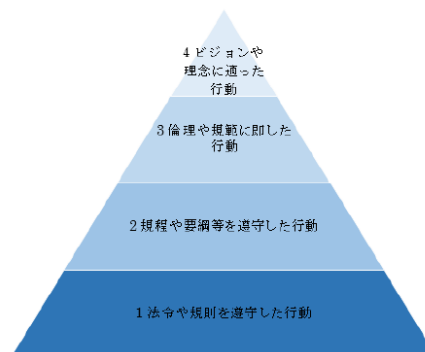 4 ビジョンや
理念に適った
行動
3 倫理や規範に即した
行動
2 規程や要綱等を遵守した行動
1 法令や規則を遵守した行動